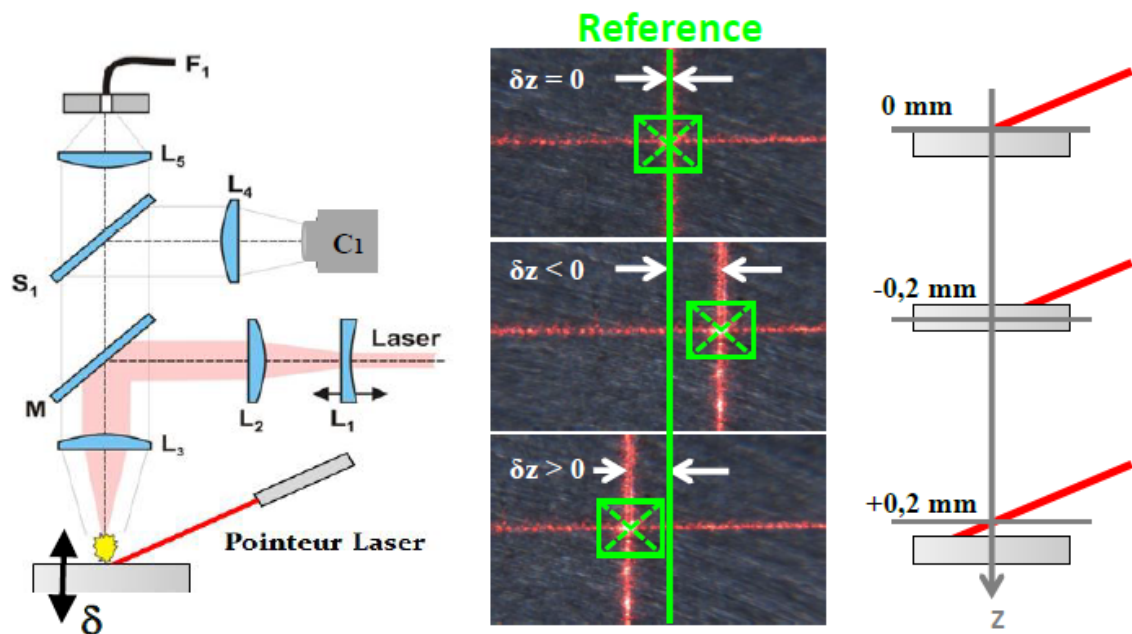 F1
L5
L4
C1
S1
Laser
M
L2
L1
L3
Pointeur Laser
δ
Reference
δz = 0
δz < 0
δz > 0
0 mm
-0,2 mm
+0,2 mm
z